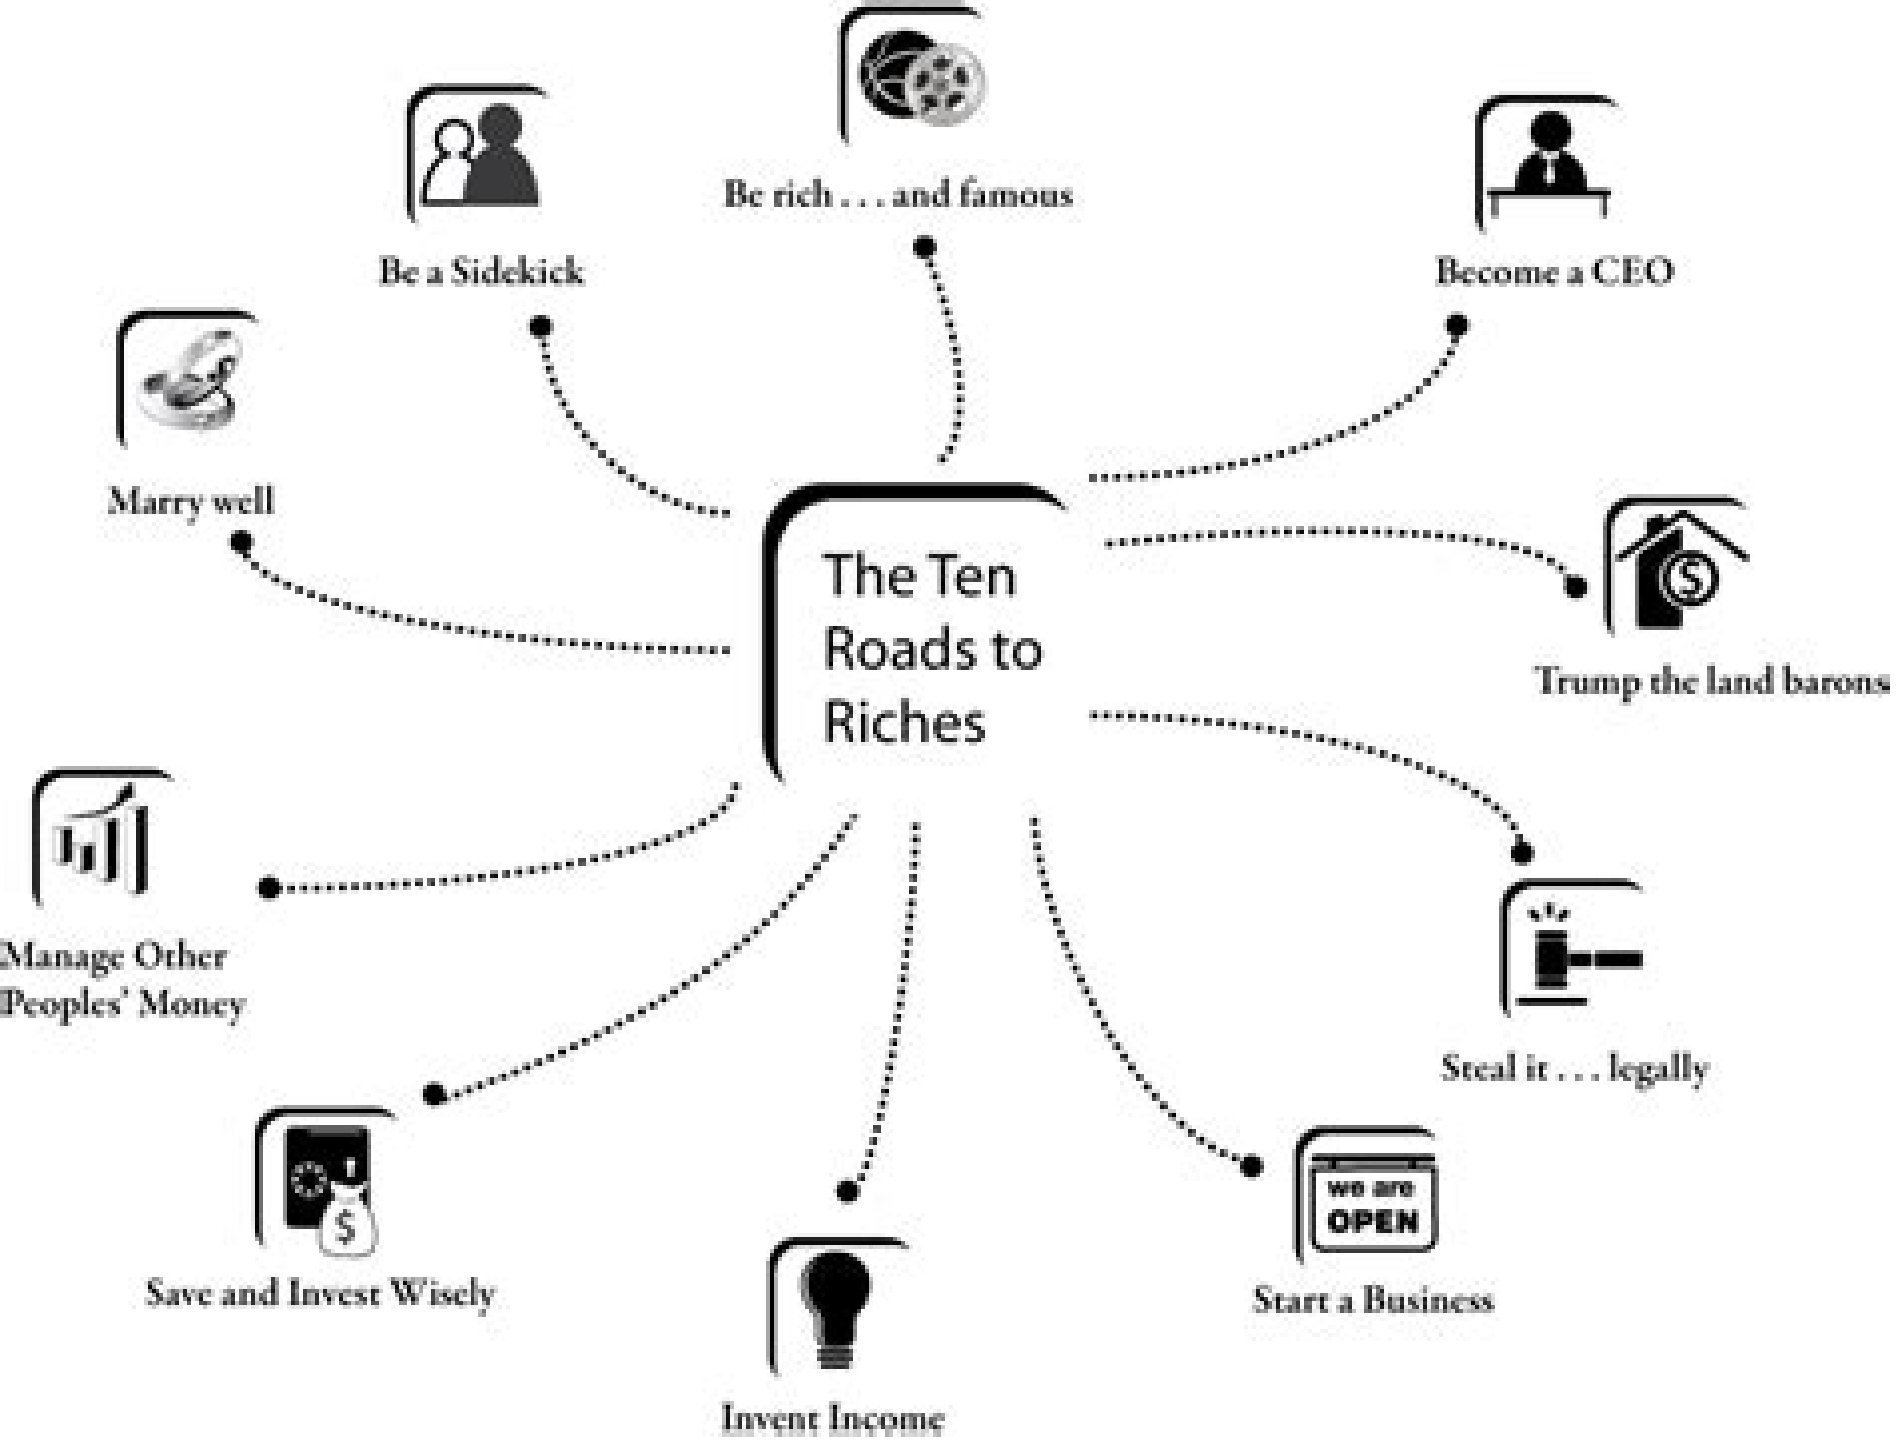 Be rich . . . and famous
Be a Sidekick
Become a CEO
Marry well
The Ten
Roads to
Riches
Trump the land barons
Manage Other
Peoples' Money
Steal it . . . legally
$
we are
OPEN
$
Save and Invest Wisely
Start a Business
Invent Income